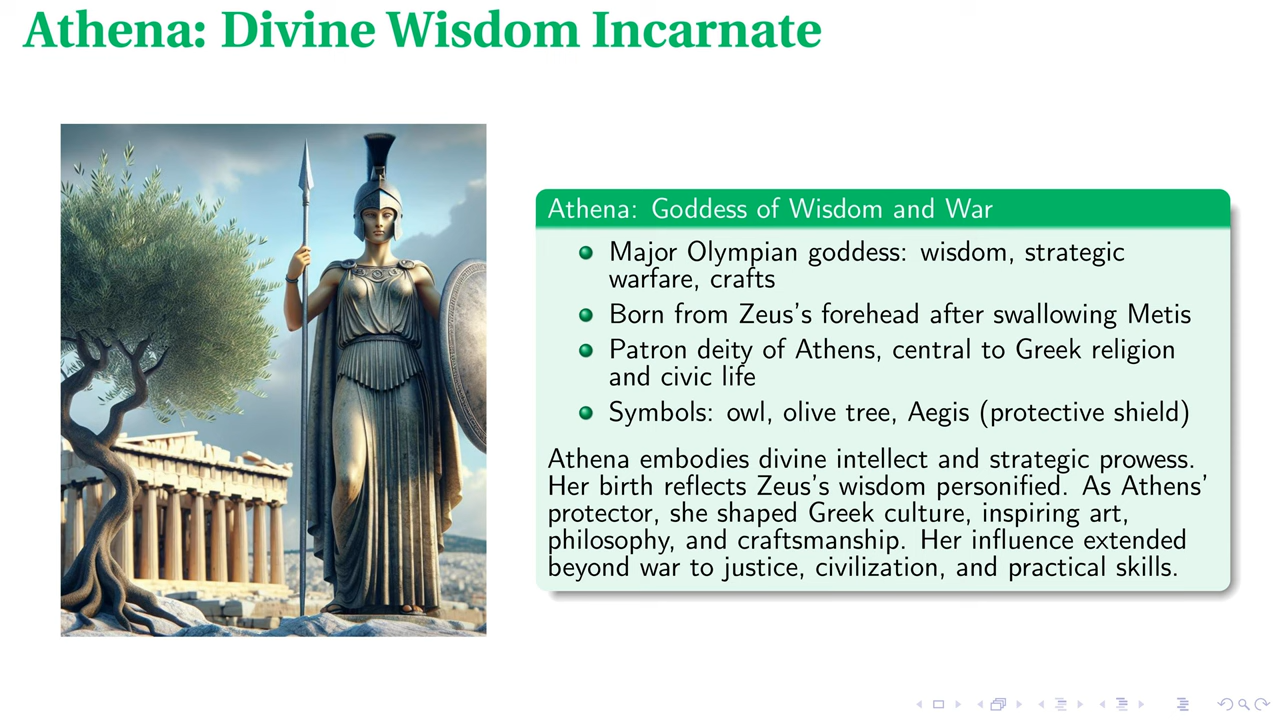 Athena: Divine Wisdom Incarnate
Athena: Goddess of Wisdom and War
Major Olympian goddess: wisdom, strategic
warfare, crafts
Born from Zeus's forehead after swallowing Metis
Patron deity of Athens, central to Greek religion
and civic life
Symbols: owl, olive tree, Aegis (protective shield)
Athena embodies divine intellect and strategic prowess.
Her birth reflects Zeus's wisdom personified. As Athens'
protector, she shaped Greek culture, inspiring art,
philosophy, and craftsmanship. Her influence extended
beyond war to justice, civilization, and practical skills.